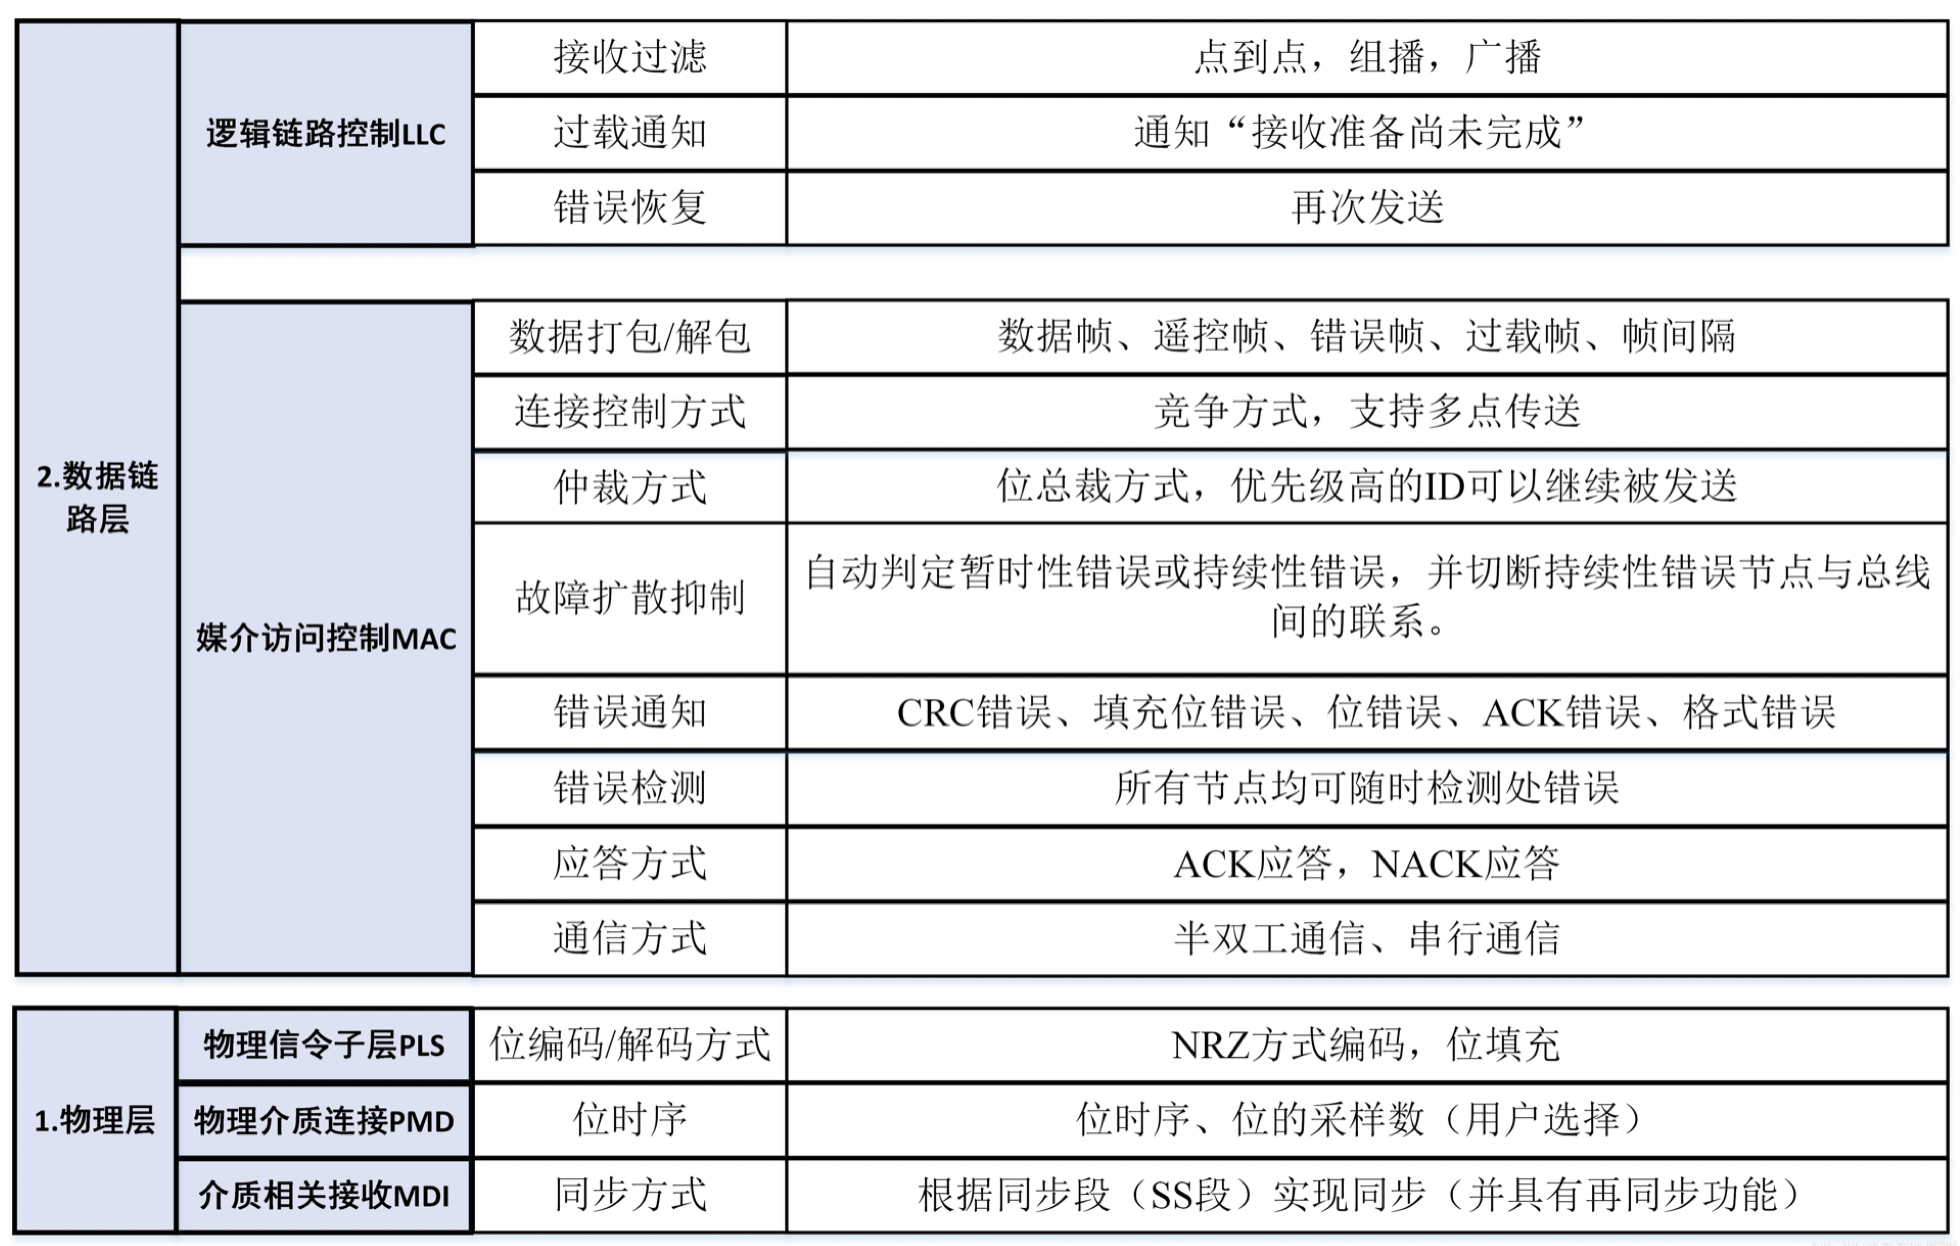 2.数据链
路层
逻辑链路控制LLC
接收过滤
点到点，组播，广播
过载通知
通知“接收准备尚未完成”
错误恢复
再次发送
媒介访问控制MAC
数据打包/解包
数据帧、遥控帧、错误帧、过载帧、帧间隔
连接控制方式
竞争方式，支持多点传送
仲裁方式
位总裁方式，优先级高的ID可以继续被发送
故障扩散抑制
自动判定暂时性错误或持续性错误，并切断持续性错误节点与总线
间的联系。
错误通知
CRC错误、填充位错误、位错误、ACK错误、格式错误
错误检测
所有节点均可随时检测处错误
应答方式
ACK应答，NACK应答
通信方式
半双工通信、串行通信
1.物理层
物理信令子层PLS
位编码/解码方式
NRZ方式编码，位填充
物理介质连接PMD
位时序
位时序、位的采样数（用户选择）
介质相关接收MDI
同步方式
根据同步段（SS段）实现同步（并具有再同步功能）